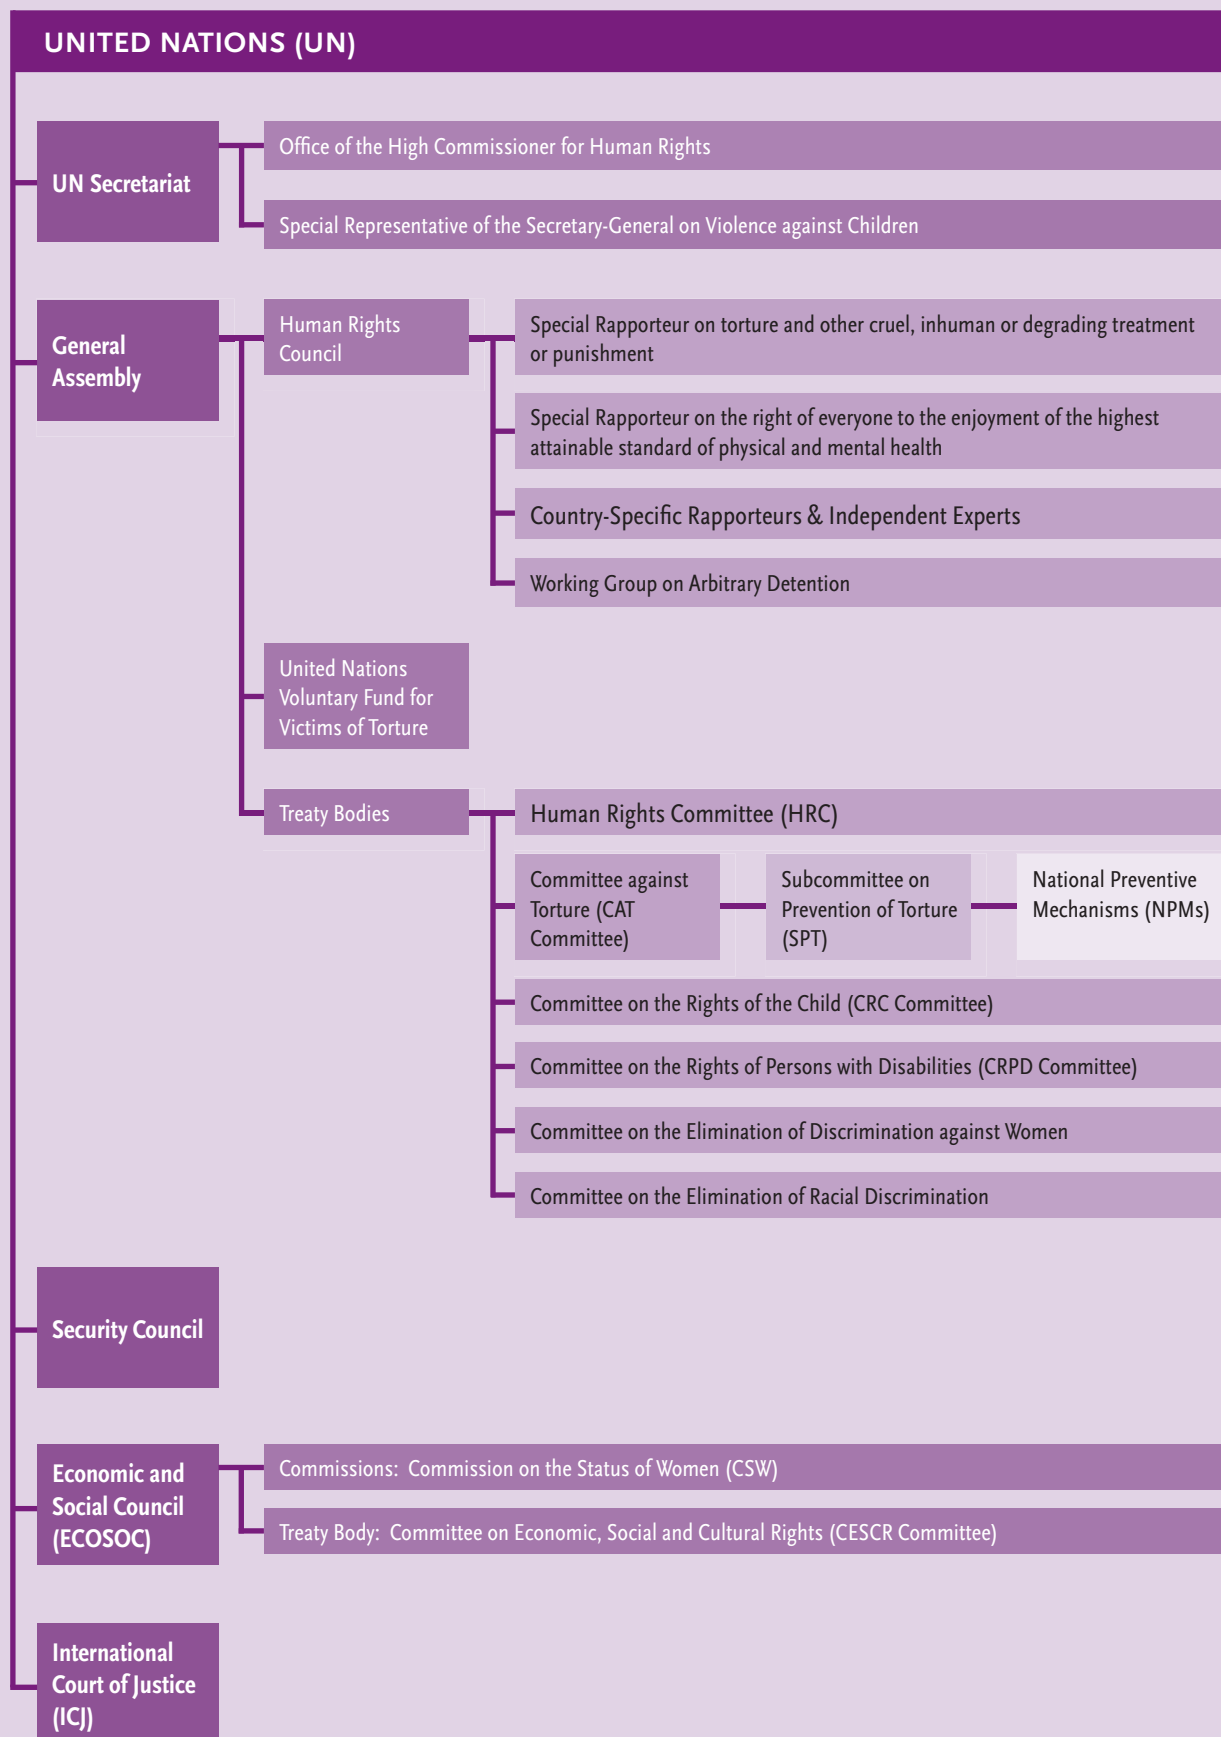 UNITED NATIONS (UN)
UN Secretariat
Office of the High Commissioner for Human Rights
Special Representative of the Secretary-General on Violence against Children
General
Assembly
Human Rights
Council
Special Rapporteur on torture and other cruel, inhuman or degrading treatment
or punishment
Special Rapporteur on the right of everyone to the enjoyment of the highest
attainable standard of physical and mental health
Country-Specific Rapporteurs & Independent Experts
Working Group on Arbitrary Detention
United Nations
Voluntary Fund for
Victims of Torture
Treaty Bodies
Human Rights Committee (HRC)
Committee against
Torture (CAT
Committee)
Subcommittee on
Prevention of Torture
(SPT)
National Preventive
Mechanisms (NPMs)
Committee on the Rights of the Child (CRC Committee)
Committee on the Rights of Persons with Disabilities (CRPD Committee)
Committee on the Elimination of Discrimination against Women
Committee on the Elimination of Racial Discrimination
Security Council
Economic and
Social Council
(ECOSOC)
Commissions: Commission on the Status of Women (CSW)
Treaty Body: Committee on Economic, Social and Cultural Rights (CESCR Committee)
International
Court of Justice
(ICJ)